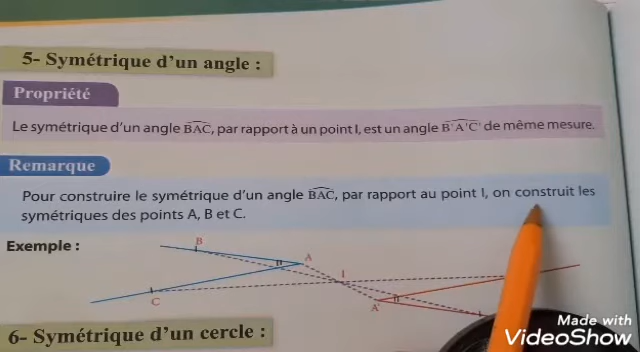 5- Symétrique d'un angle :
Propriété
Le symétrique d'un angle BAC, par rapport à un point I, est un angle B'A'C' de même mesure.
Remarque
Pour construire le symétrique d'un angle BAC, par rapport au point I, on construit les
symétriques des points A, B et C.
Exemple :
B
A
I
C
A'
6- Symétrique d'un cercle :
Made with
VideoShow